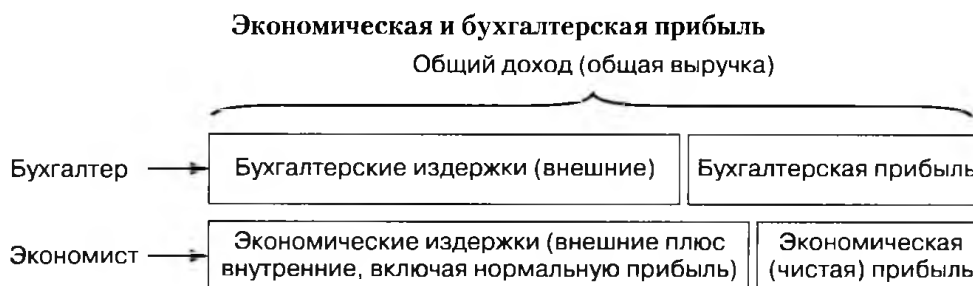 Экономическая и бухгалтерская прибыль
Общий доход (общая выручка)
Бухгалтер
Бухгалтерские издержки (внешние)
Бухгалтерская прибыль
Экономист
Экономические издержки (внешние плюс
внутренние, включая нормальную прибыль)
Экономическая
(чистая) прибыль